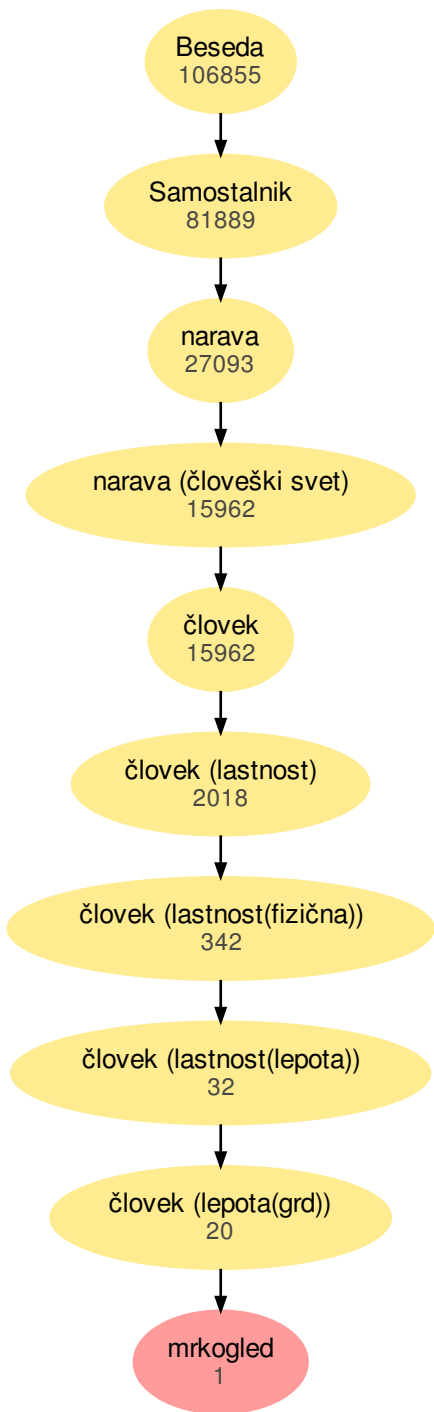 Beseda
106855
Samostalnik
81889
narava
27093
narava (človeški svet)
15962
človek
15962
človek (lastnost)
2018
človek (lastnost(fizična))
342
človek (lastnost(lepota))
32
človek (lepota(grd))
20
mrkogled
1